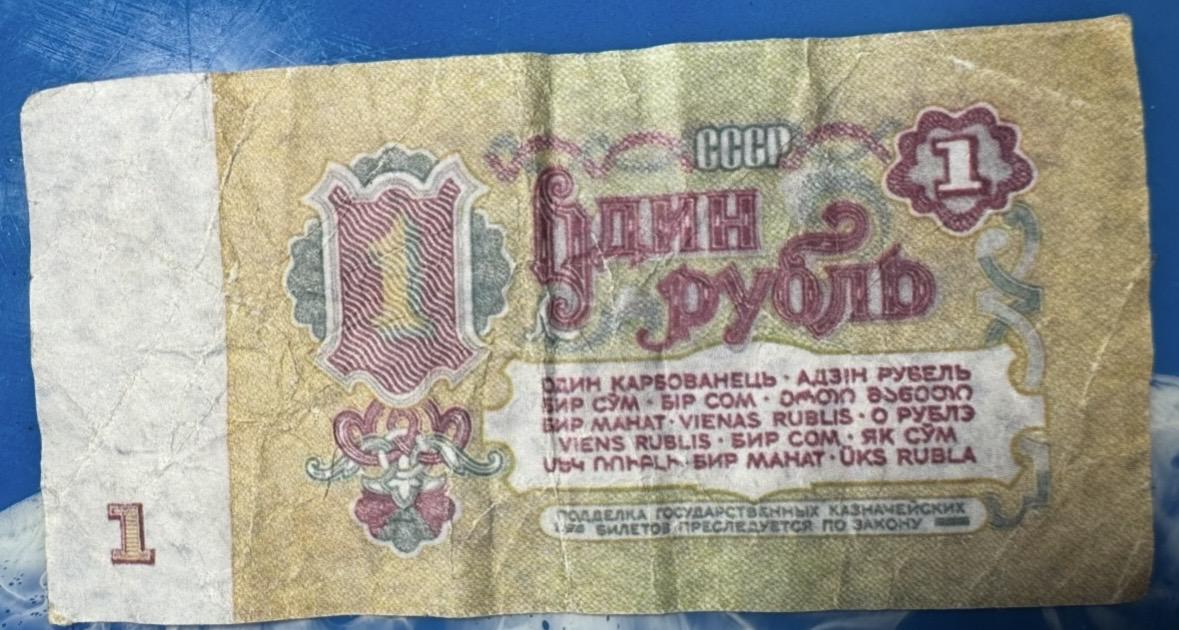 СССР
1
1
Один
рубль
ОДИН КАРБОВАНЕЦЬ · АДЗІН РУБЕЛЬ
БИР СЎМ · БІР СОМ · ᲔᲠᲗᲘ ᲛᲐᲜᲔᲗᲘ
БИР МАНАТ · VIENAS RUBLIS · О РУБЛЭ
VIENS RUBLIS · БИР СОМ · ЯК СЎМ
ՄԵԿ ՌՈՒԲԼԻ · БИР МАНАТ · ÜKS RUBLA
ПОДДЕЛКА ГОСУДАРСТВЕННЫХ КАЗНАЧЕЙСКИХ
БИЛЕТОВ ПРЕСЛЕДУЕТСЯ ПО ЗАКОНУ
1